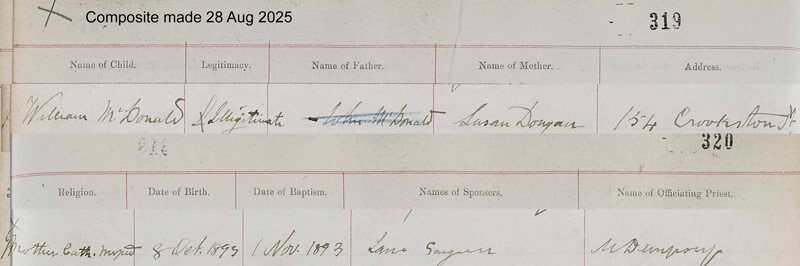 Composite made 28 Aug 2025
319
Name of Child. Legitimacy. Name of Father. Name of Mother. Address.
William McDonald Illegitimate John McDonald Susan Dougan 154 Crookston St
320
Religion. Date of Birth. Date of Baptism. Names of Sponsors. Name of Officiating Priest.
Mother Cath. Mixed 8 Oct. 1893 1 Nov. 1893 Jane